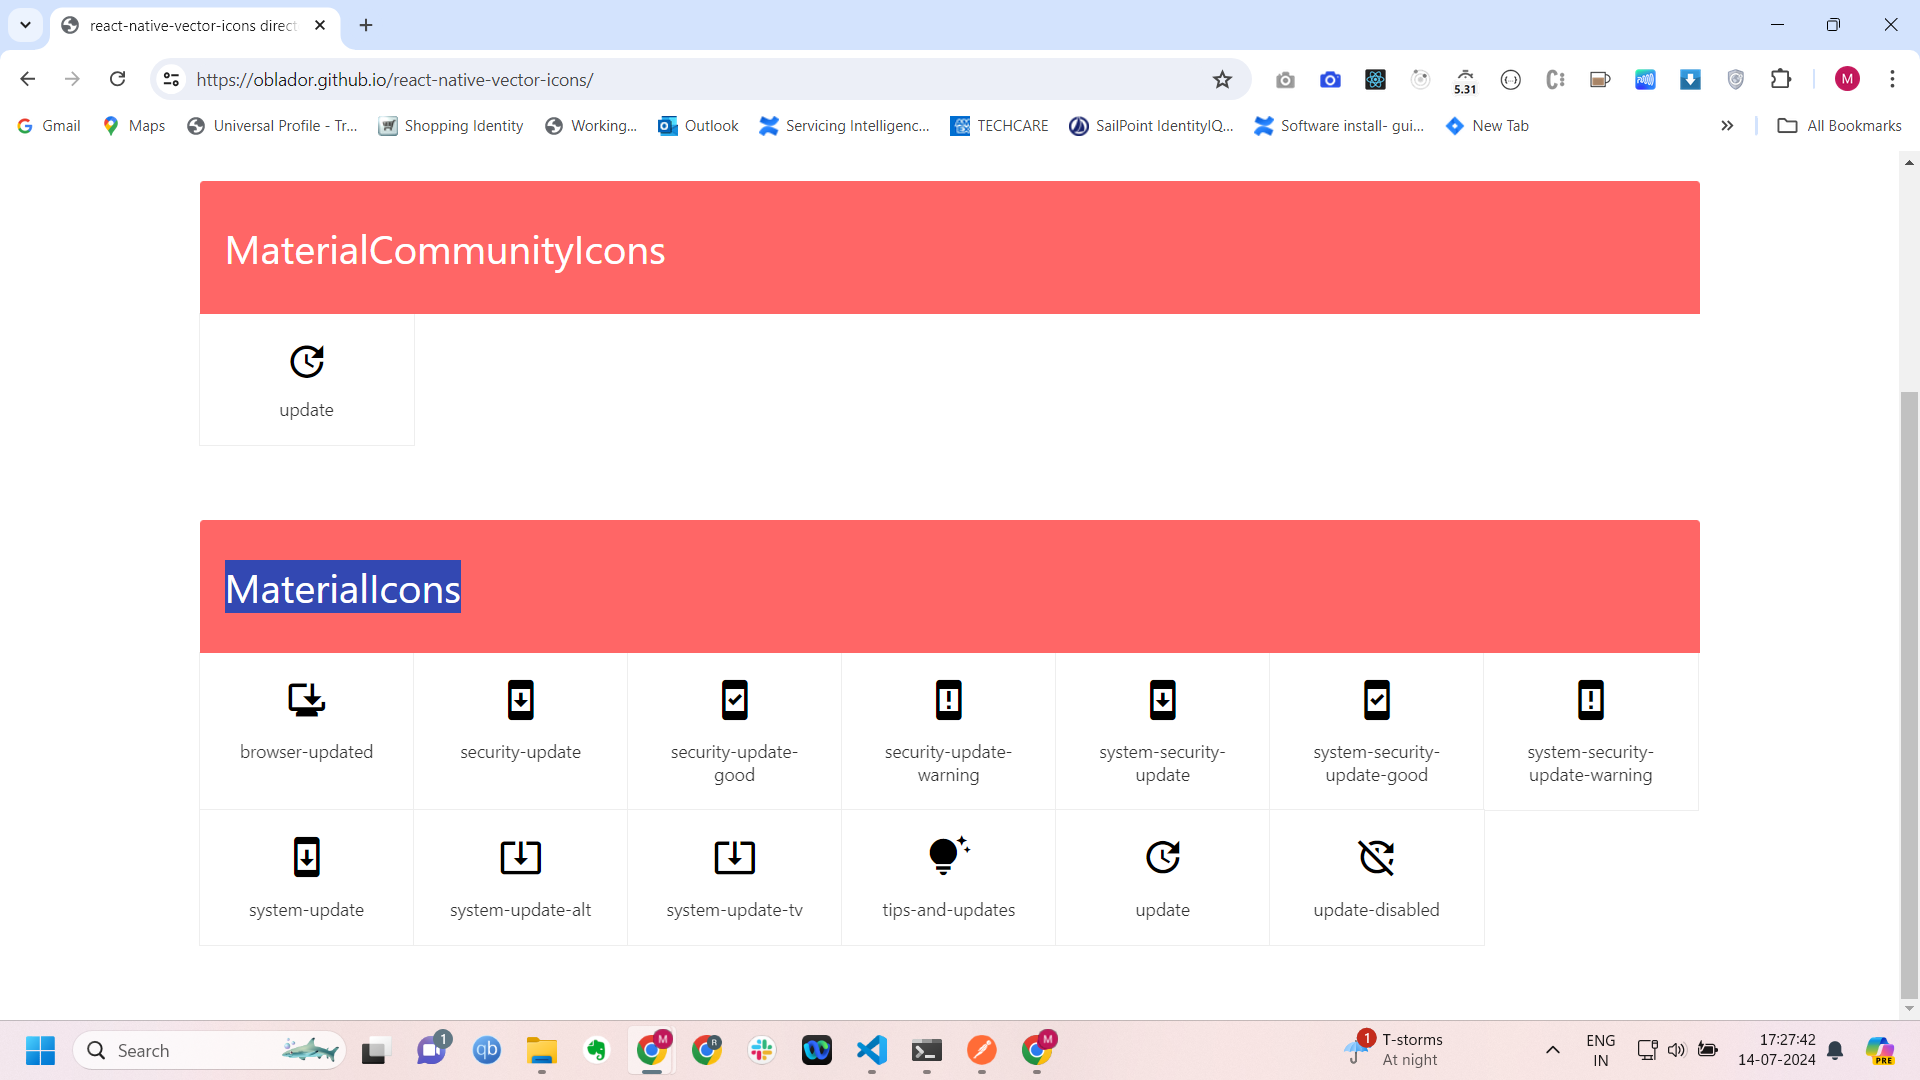 react-native-vector-icons direct
https://oblador.github.io/react-native-vector-icons/
5.31
M
Gmail
Maps
Universal Profile - Tr...
Shopping Identity
Working...
Outlook
Servicing Intelligenc...
TECHCARE
SailPoint IdentityIQ...
Software install- gui...
New Tab
All Bookmarks
MaterialCommunityIcons
update
MaterialIcons
browser-updated
security-update
security-update-
good
security-update-
warning
system-security-
update
system-security-
update-good
system-security-
update-warning
system-update
system-update-alt
system-update-tv
tips-and-updates
update
update-disabled
Search
1
qb
M
R
M
1
T-storms
At night
ENG
IN
17:27:42
14-07-2024
PRE